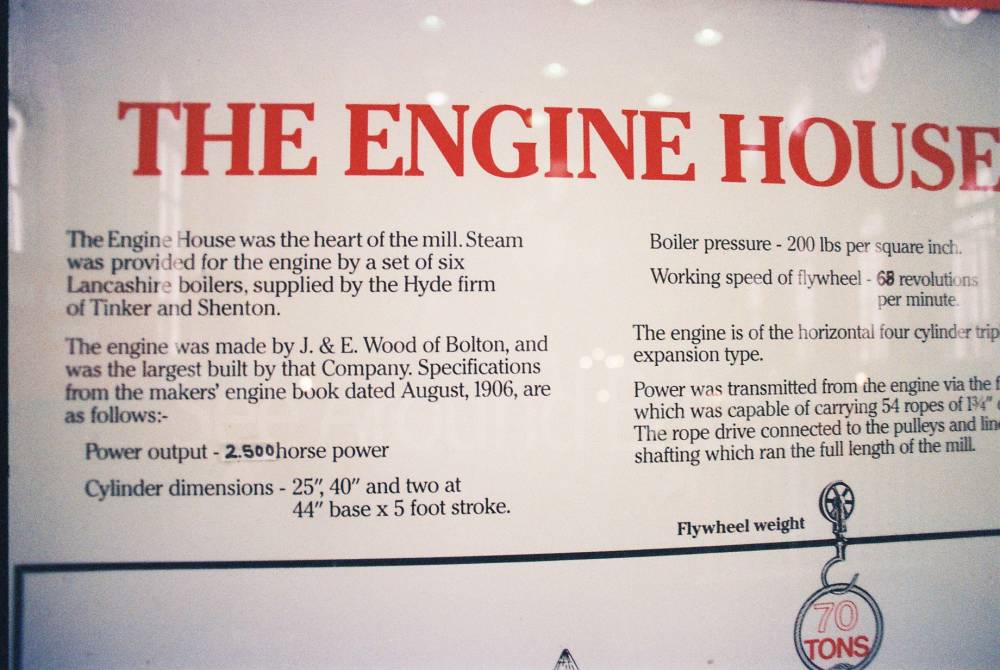 THE ENGINE HOUSE
The Engine House was the heart of the mill. Steam
was provided for the engine by a set of six
Lancashire boilers, supplied by the Hyde firm
of Tinker and Shenton.
The engine was made by J. & E. Wood of Bolton, and
was the largest built by that Company. Specifications
from the makers' engine book dated August, 1906, are
as follows:-
Power output - 2.500 horse power
Cylinder dimensions - 25", 40" and two at
44" base x 5 foot stroke.
Boiler pressure - 200 lbs per square inch.
Working speed of flywheel - 68 revolutions
per minute.
The engine is of the horizontal four cylinder trip
expansion type.
Power was transmitted from the engine via the f
which was capable of carrying 54 ropes of 1¾"
The rope drive connected to the pulleys and line
shafting which ran the full length of the mill.
Flywheel weight
70
TONS